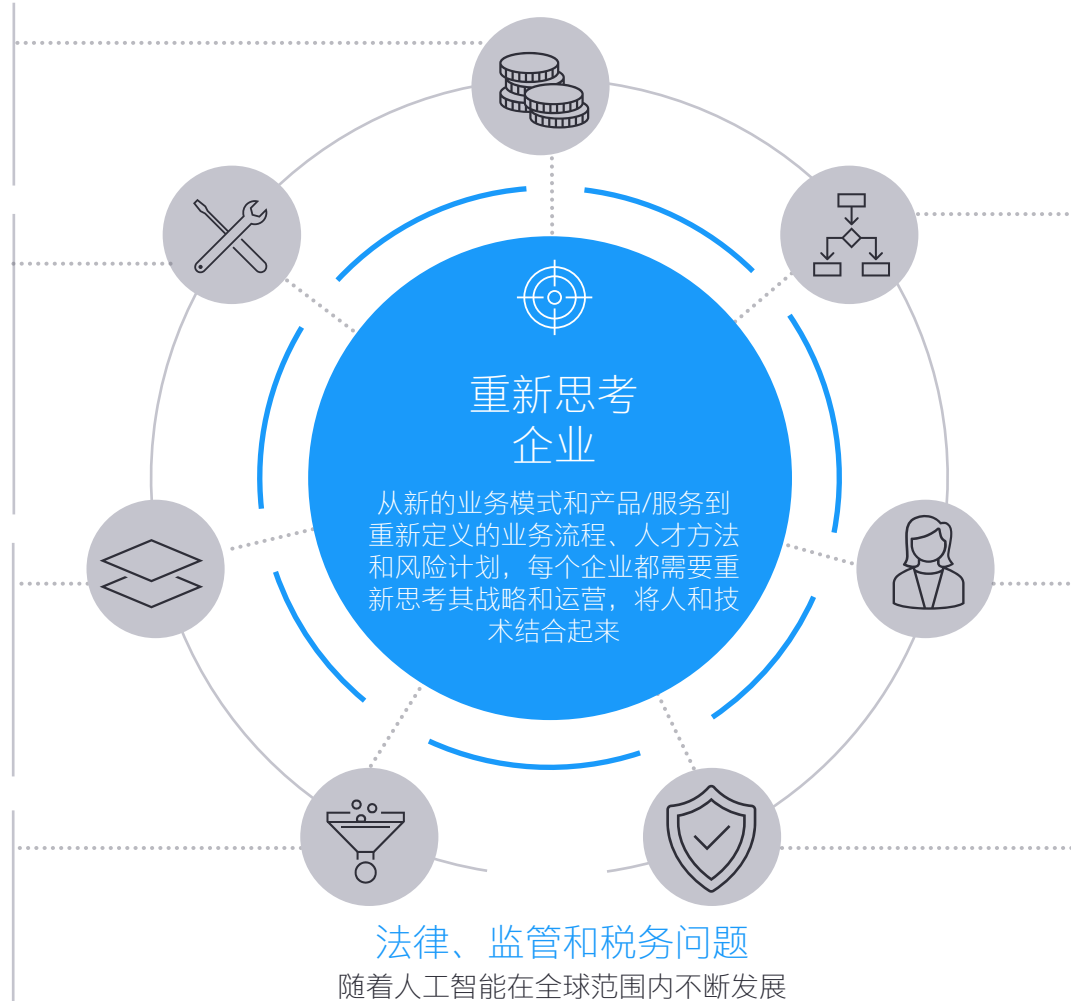 重新思考
企业
从新的业务模式和产品/服务到
重新定义的业务流程、人才方法
和风险计划，每个企业都需要重
新思考其战略和运营，将人和技
术结合起来
法律、监管和税务问题
随着人工智能在全球范围内不断发展